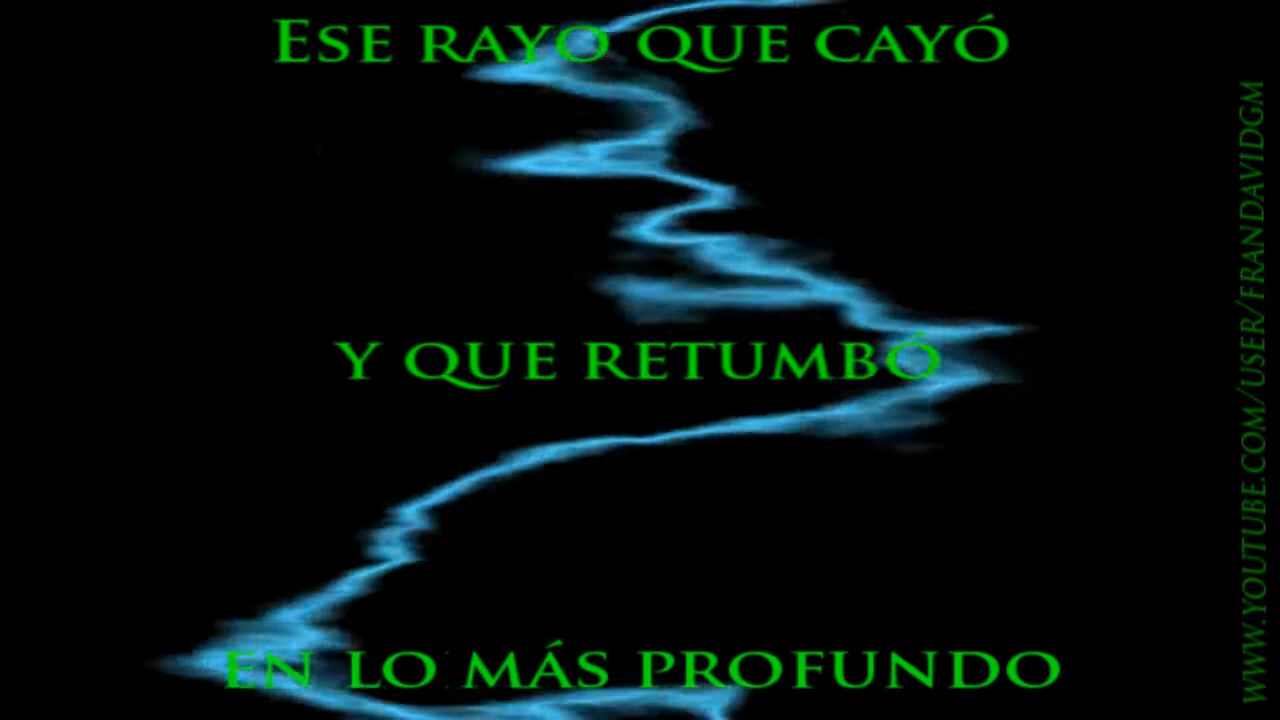 ESE RAYO QUE CAYÓ
Y QUE RETUMBÓ
EN LO MÁS PROFUNDO
WWW.YOUTUBE.COM/USER/FRANDAVIDGM